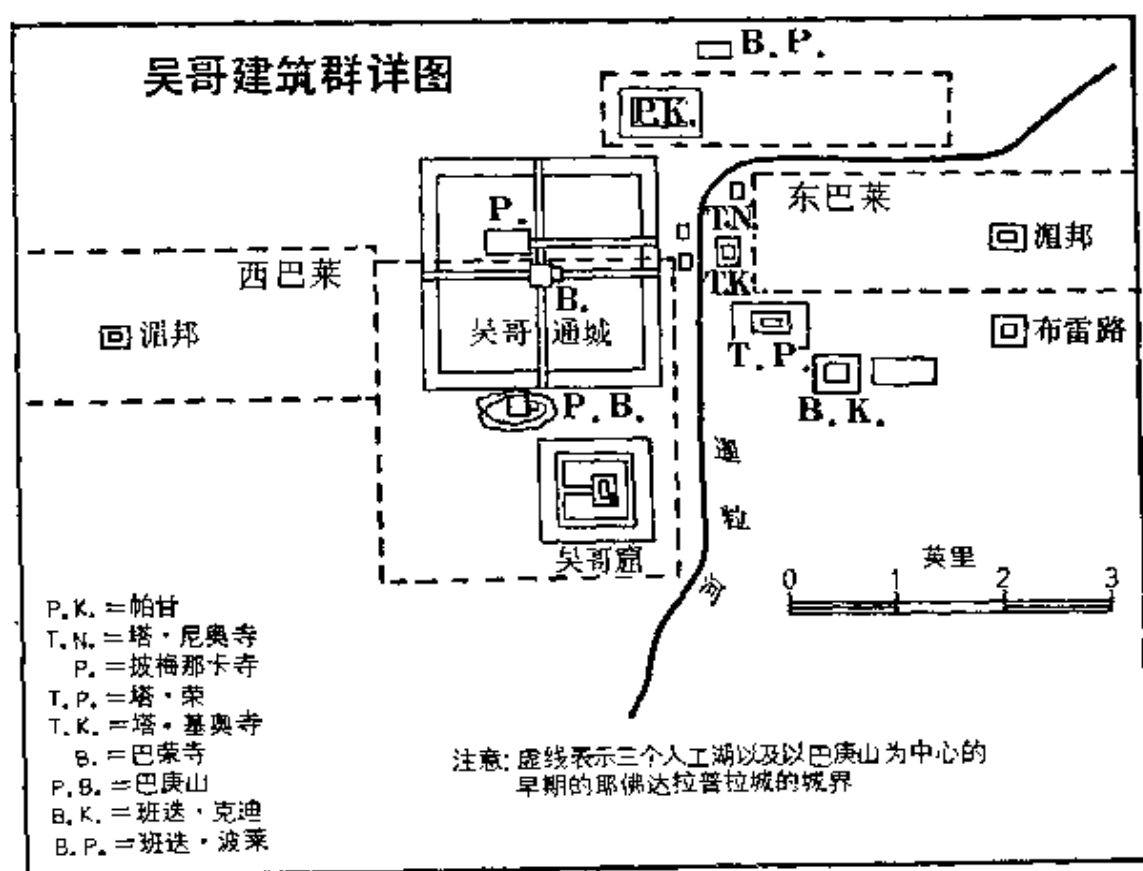 吴哥建筑群详图
B.P.
P.K.
东巴莱
P.
T.N.
湄邦
西巴莱
T.K
B.
湄邦
吴哥通城
布雷路
T.P.
P.B.
B.K.
暹粒河
吴哥窟
英里
0 1 2 3
P.K.=帕甘
T.N.=塔·尼奥寺
P.=披梅那卡寺
T.P.=塔·荣
T.K.=塔·基奥寺
B.=巴荣寺
P.B.=巴庚山
B.K.=班迭·克迪
B.P.=班迭·波莱
注意:虚线表示三个人工湖以及以巴庚山为中心的
早期的耶佛达拉普拉城的城界